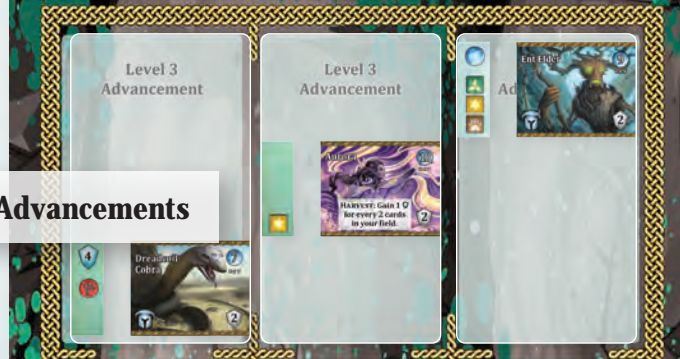 Level 3
Advancement
Level 3
Advancement
Ent Elder
2
Advancements
HARVEST: Gain 1
for every 2 cards
in your field.
2
4
Cobra
2